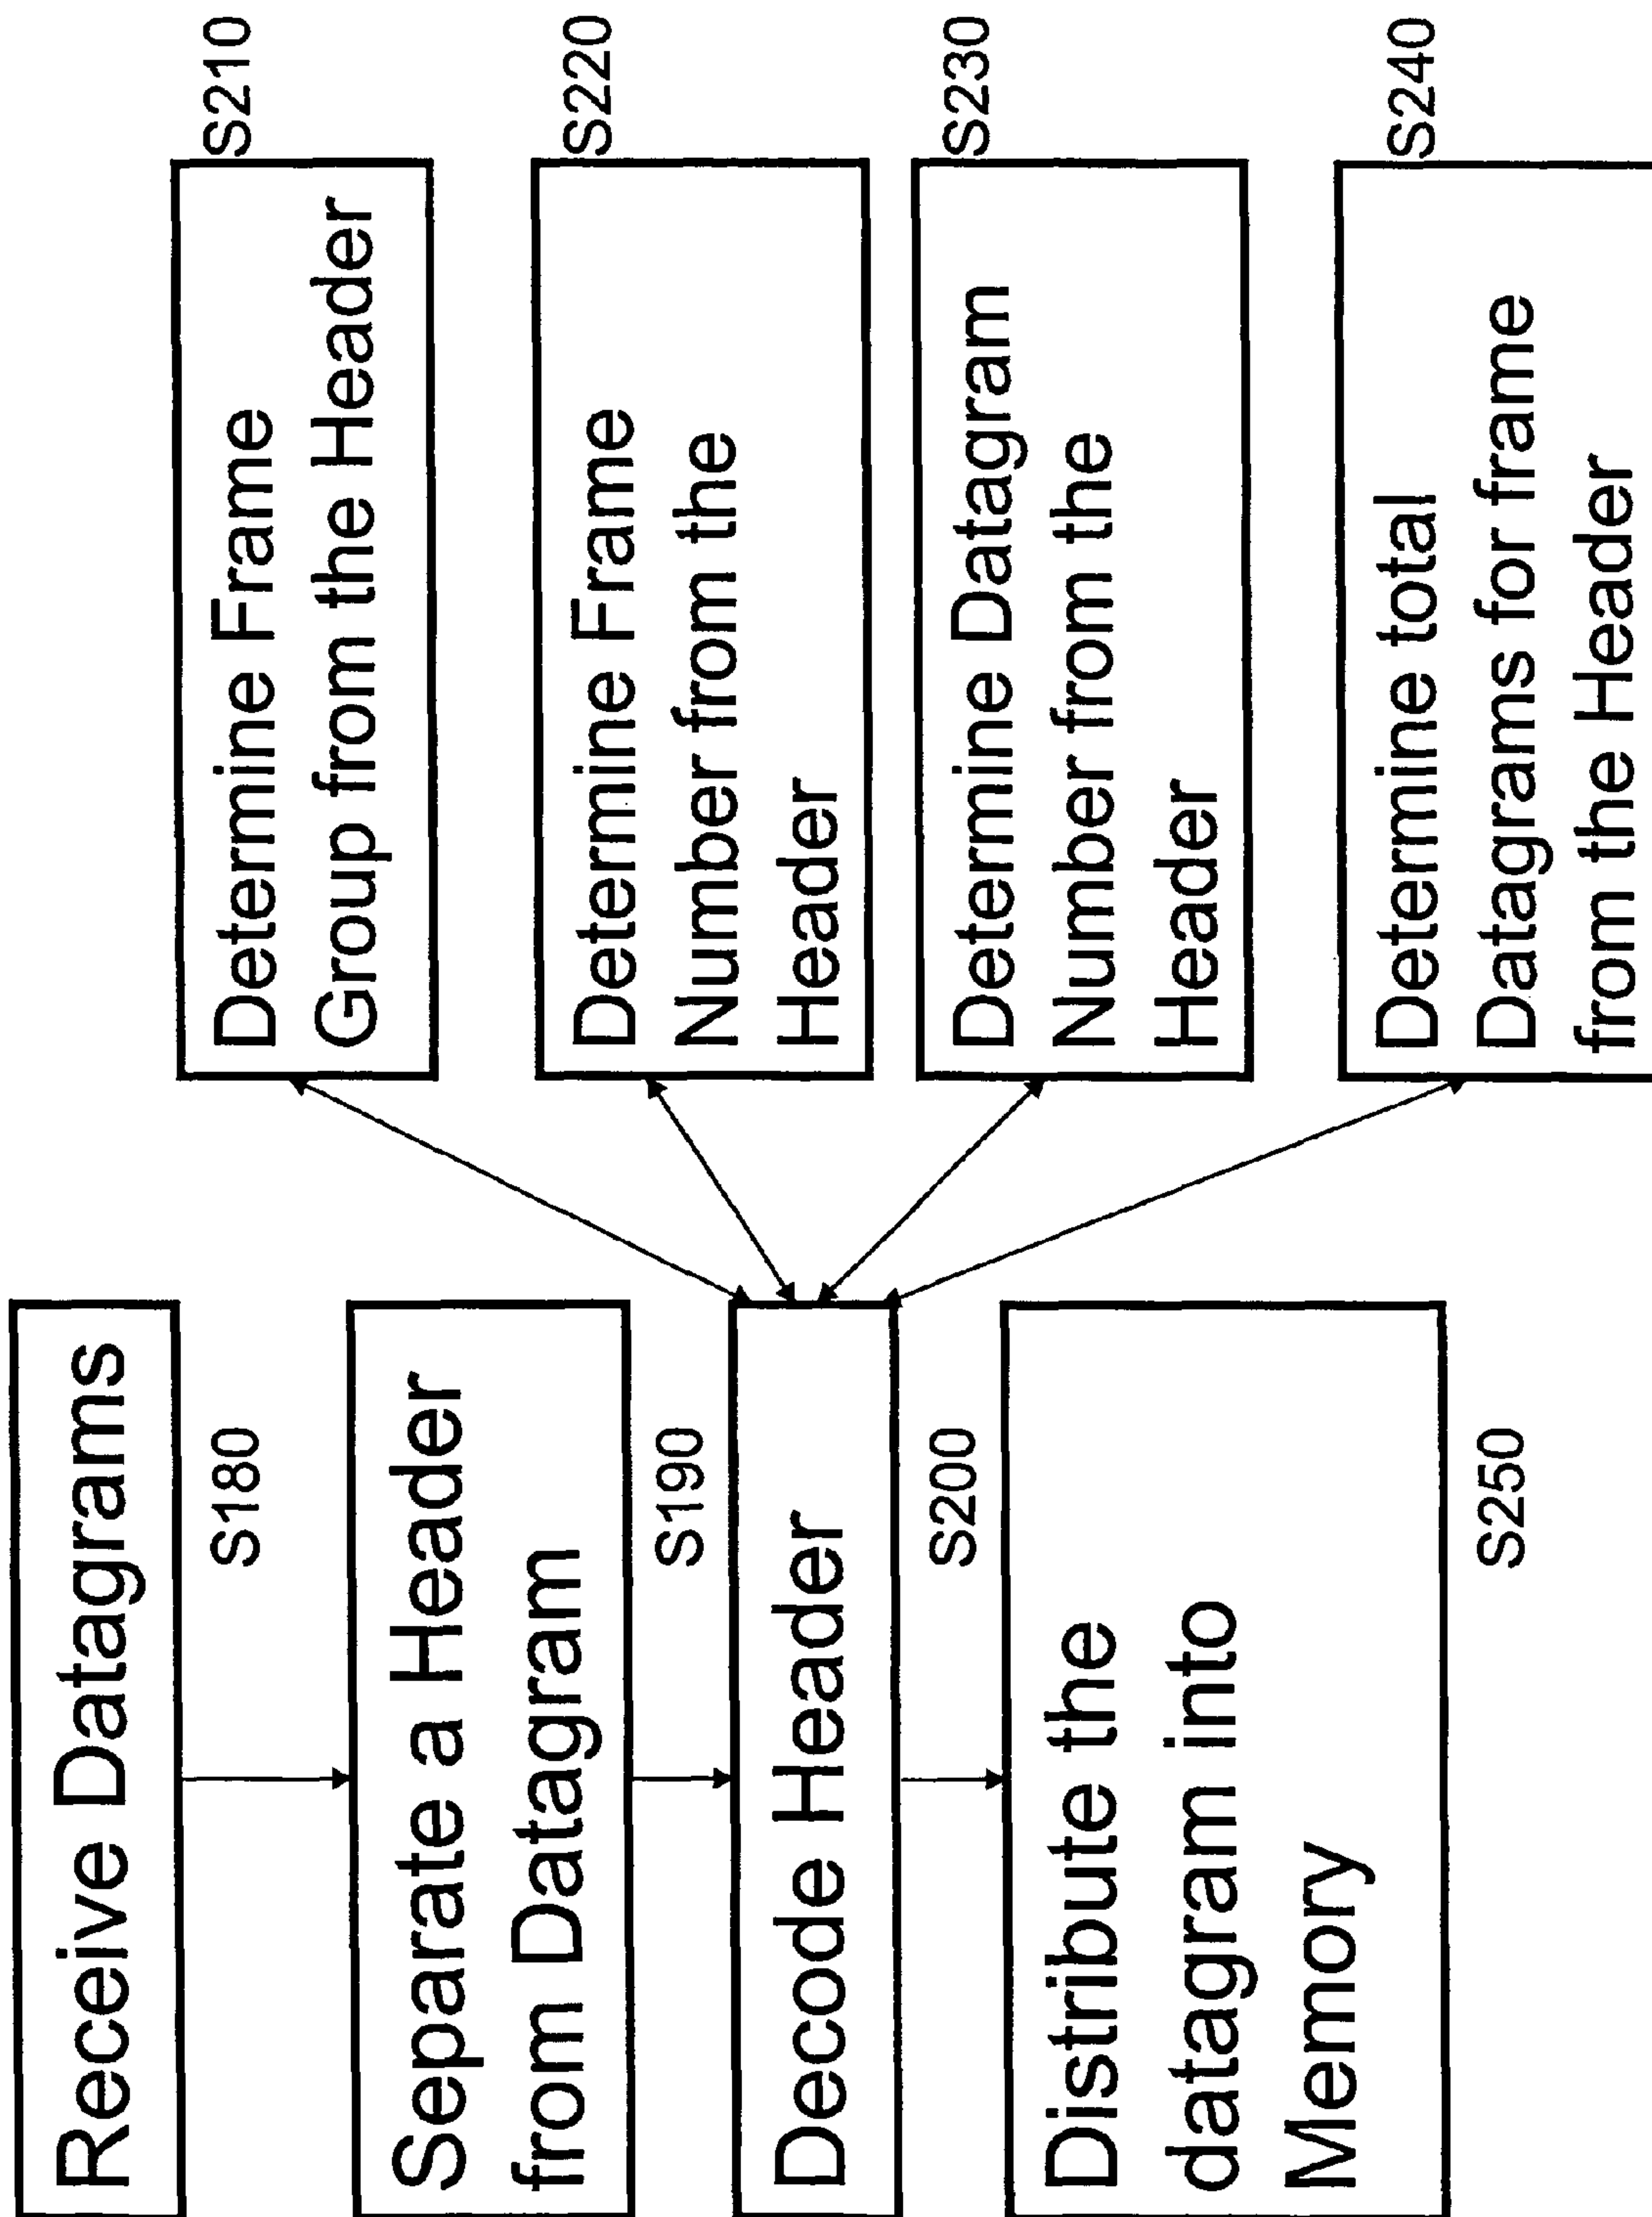 Receive Datagrams
S180
Separate a Header
from Datagram
S190
Decode Header
S200
Distribute the
datagram into
Memory
S250
Determine Frame
Group from the Header
S210
Determine Frame
Number from the
Header
S220
Determine Datagram
Number from the
Header
S230
Determine total
Datagrams for frame
from the Header
S240